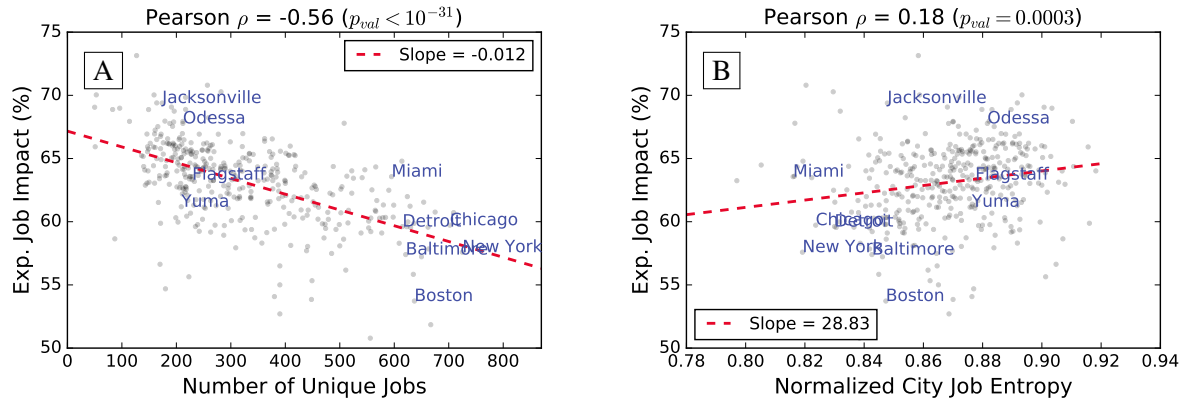 Pearson ρ = -0.56 (p_val < 10^-31)
75
70
65
60
55
50
Exp. Job Impact (%)
A
Slope = -0.012
Jacksonville
Odessa
Flagstaff
Miami
Yuma
Detroit
Chicago
Baltimore
New York
Boston
0 100 200 300 400 500 600 700 800
Number of Unique Jobs
Pearson ρ = 0.18 (p_val = 0.0003)
75
70
65
60
55
50
Exp. Job Impact (%)
B
Jacksonville
Odessa
Miami
Flagstaff
Yuma
Chicago
Detroit
New York
Baltimore
Boston
Slope = 28.83
0.78 0.80 0.82 0.84 0.86 0.88 0.90 0.92 0.94
Normalized City Job Entropy